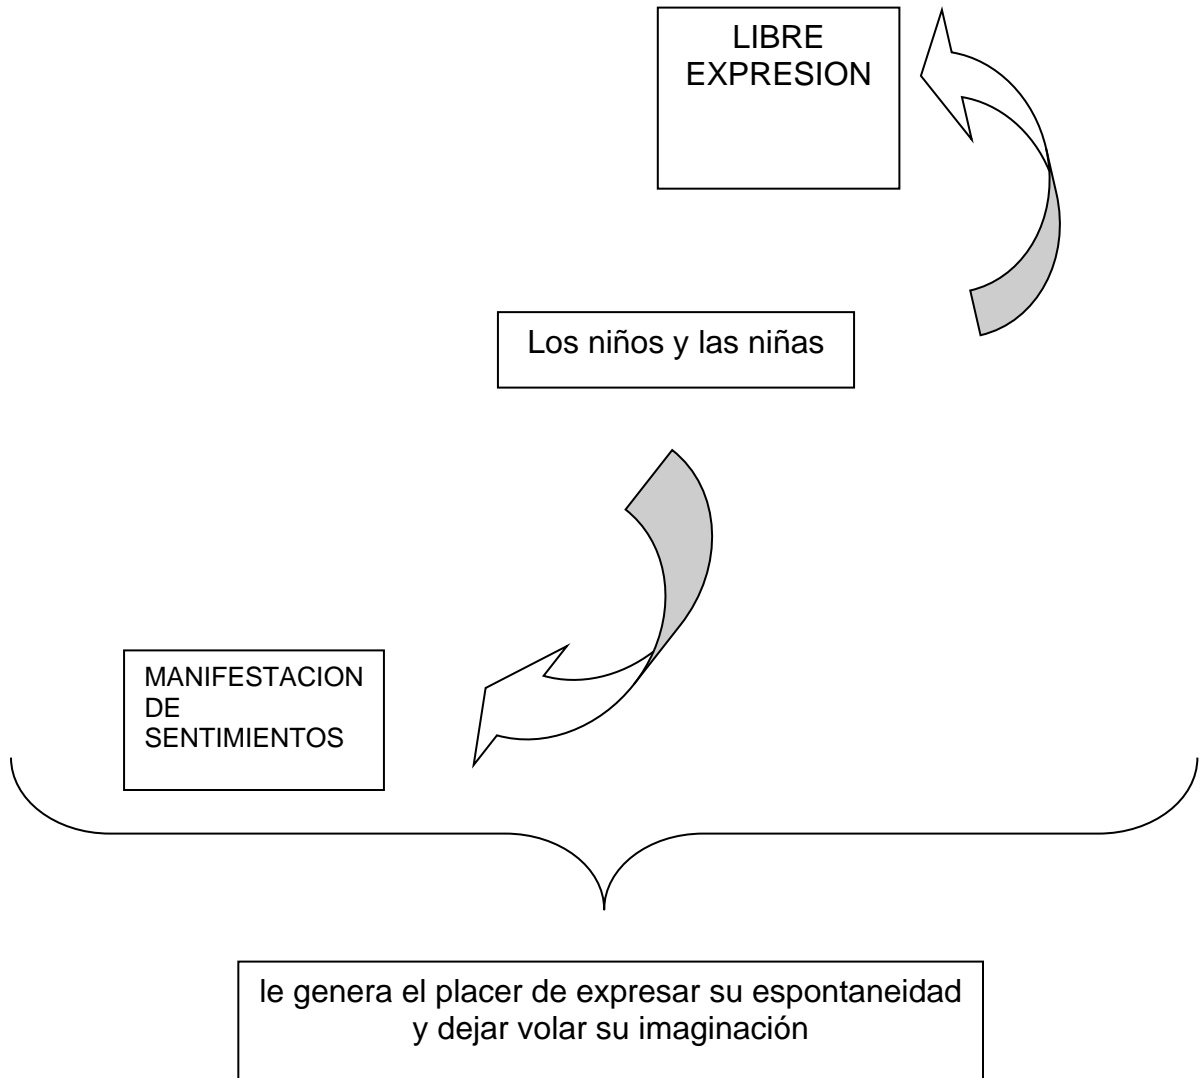 LIBRE
EXPRESION
Los niños y las niñas
MANIFESTACION
DE
SENTIMIENTOS
le genera el placer de expresar su espontaneidad
y dejar volar su imaginación